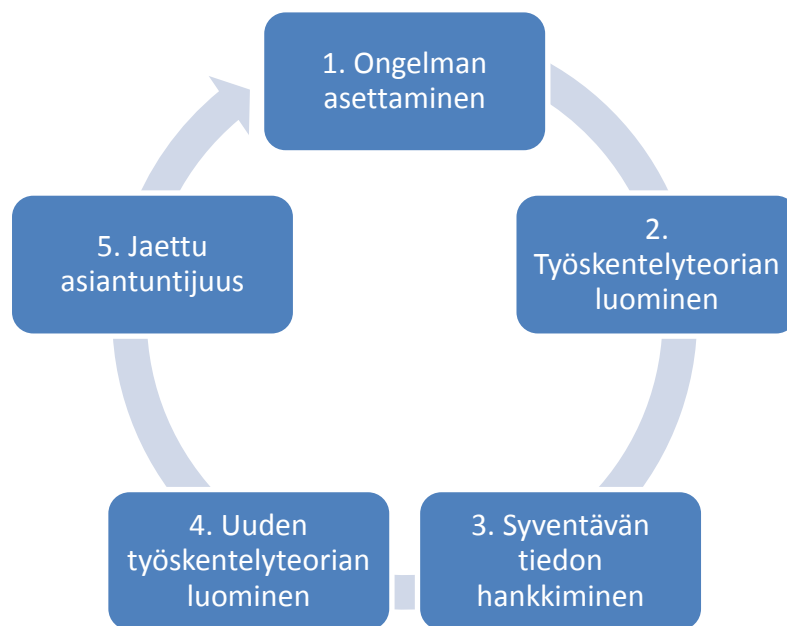 1. Ongelman
asettaminen
2.
Työskentelyteorian
luominen
3. Syventävän
tiedon
hankkiminen
4. Uuden
työskentelyteorian
luominen
5. Jaettu
asiantuntijuus